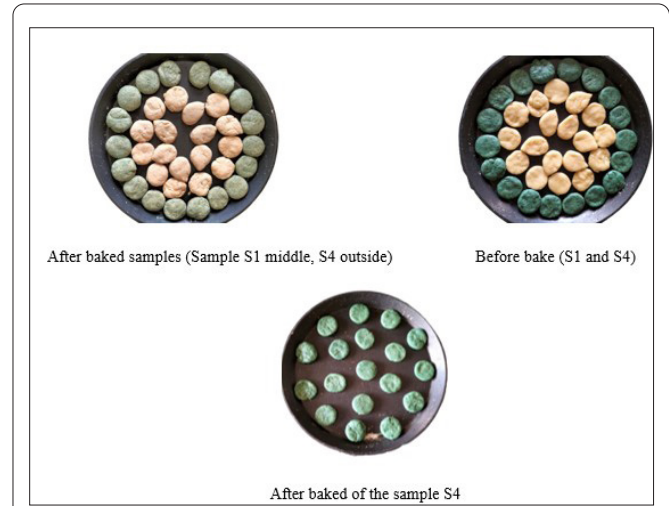 After baked samples (Sample S1 middle, S4 outside)
Before bake (S1 and S4)
After baked of the sample S4